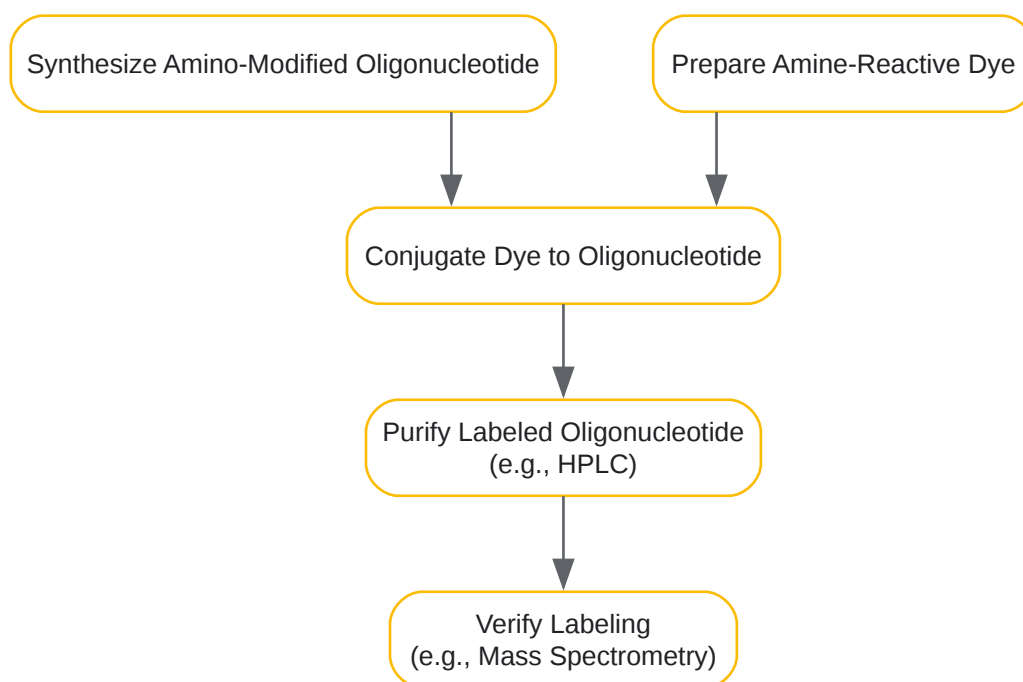 Synthesize Amino-Modified Oligonucleotide
Prepare Amine-Reactive Dye
Conjugate Dye to Oligonucleotide
Purify Labeled Oligonucleotide
(e.g., HPLC)
Verify Labeling
(e.g., Mass Spectrometry)